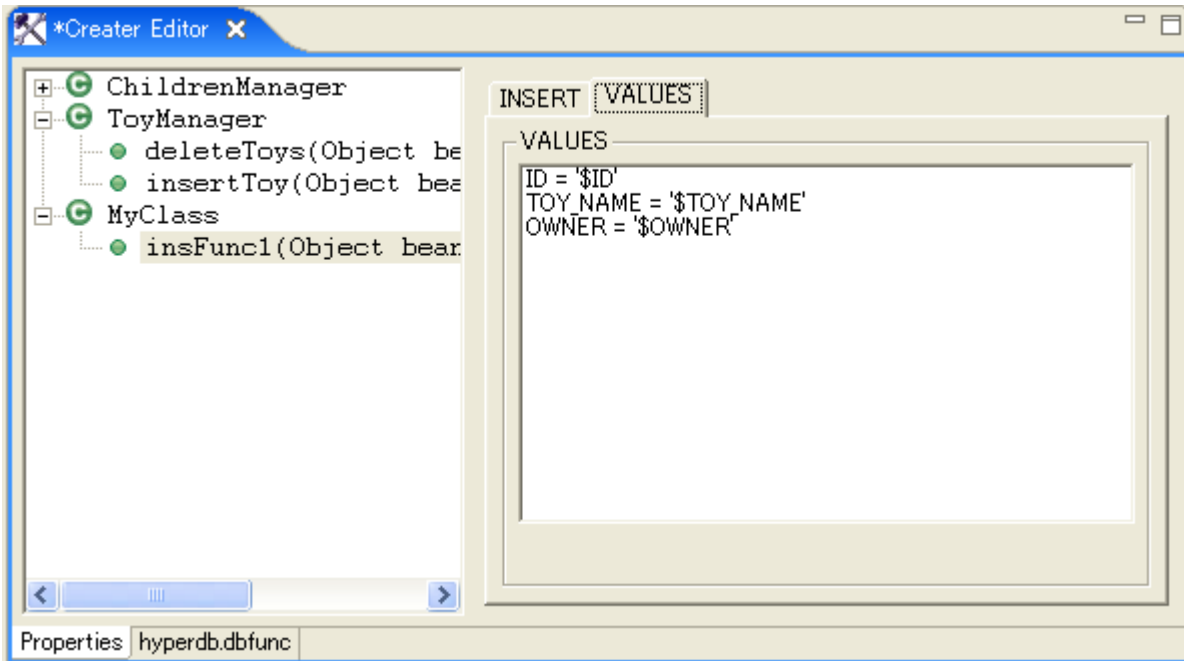 *Creater Editor
ChildrenManager
ToyManager
deleteToys(Object be
insertToy(Object bea
MyClass
insFunc1(Object bean
INSERT VALUES
VALUES
ID = '$ID'
TOY_NAME = '$TOY_NAME'
OWNER = '$OWNER'
Properties hyperdb.dbfunc